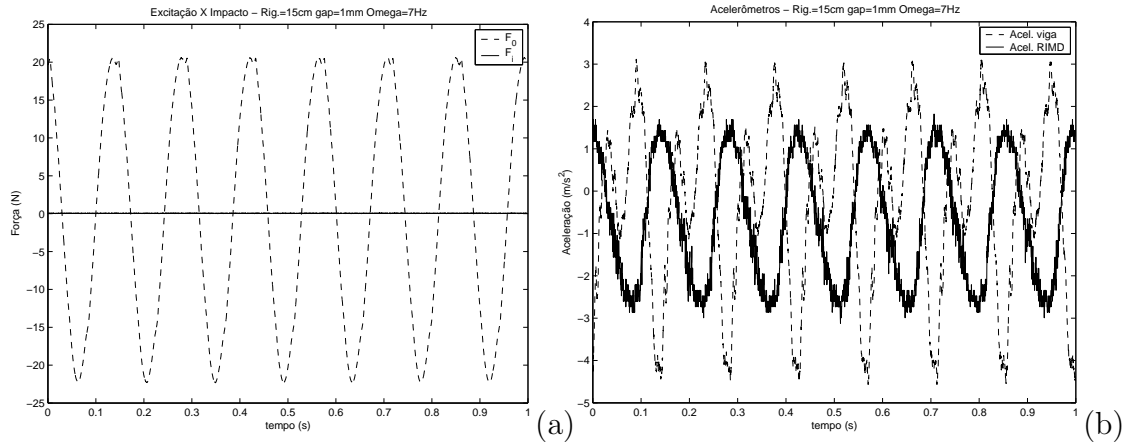 Excitação X Impacto – Rig.=15cm gap=1mm Omega=7Hz
F_0
F_i
25
20
15
10
5
0
−5
−10
−15
−20
−25
Força (N)
0 0.1 0.2 0.3 0.4 0.5 0.6 0.7 0.8 0.9 1
tempo (s)
(a)
Acelerômetros – Rig.=15cm gap=1mm Omega=7Hz
Acel. viga
Acel. RIMD
4
3
2
1
0
−1
−2
−3
−4
−5
Aceleração (m/s²)
0 0.1 0.2 0.3 0.4 0.5 0.6 0.7 0.8 0.9 1
tempo (s)
(b)